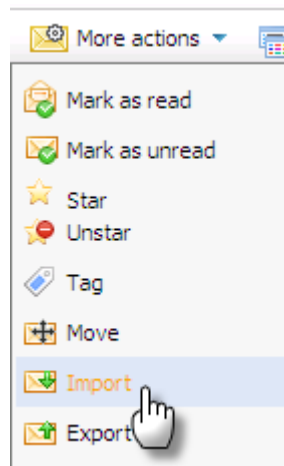 More actions
Mark as read
Mark as unread
Star
Unstar
Tag
Move
Import
Export